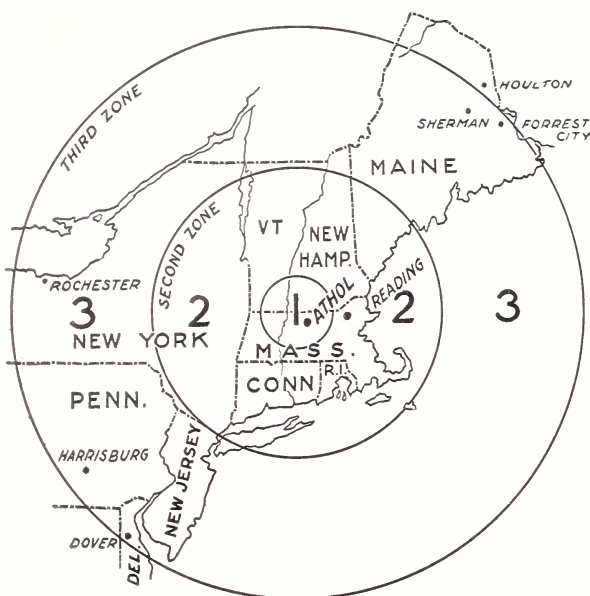 HOULTON
THIRD ZONE
SHERMAN
FORREST
CITY
MAINE
SECOND ZONE
VT
NEW
HAMP.
ROCHESTER
3
2
1
ATHOL
READING
2
3
NEW YORK
MASS.
CONN
R.I.
PENN.
HARRISBURG
NEW JERSEY
DOVER
DEL.